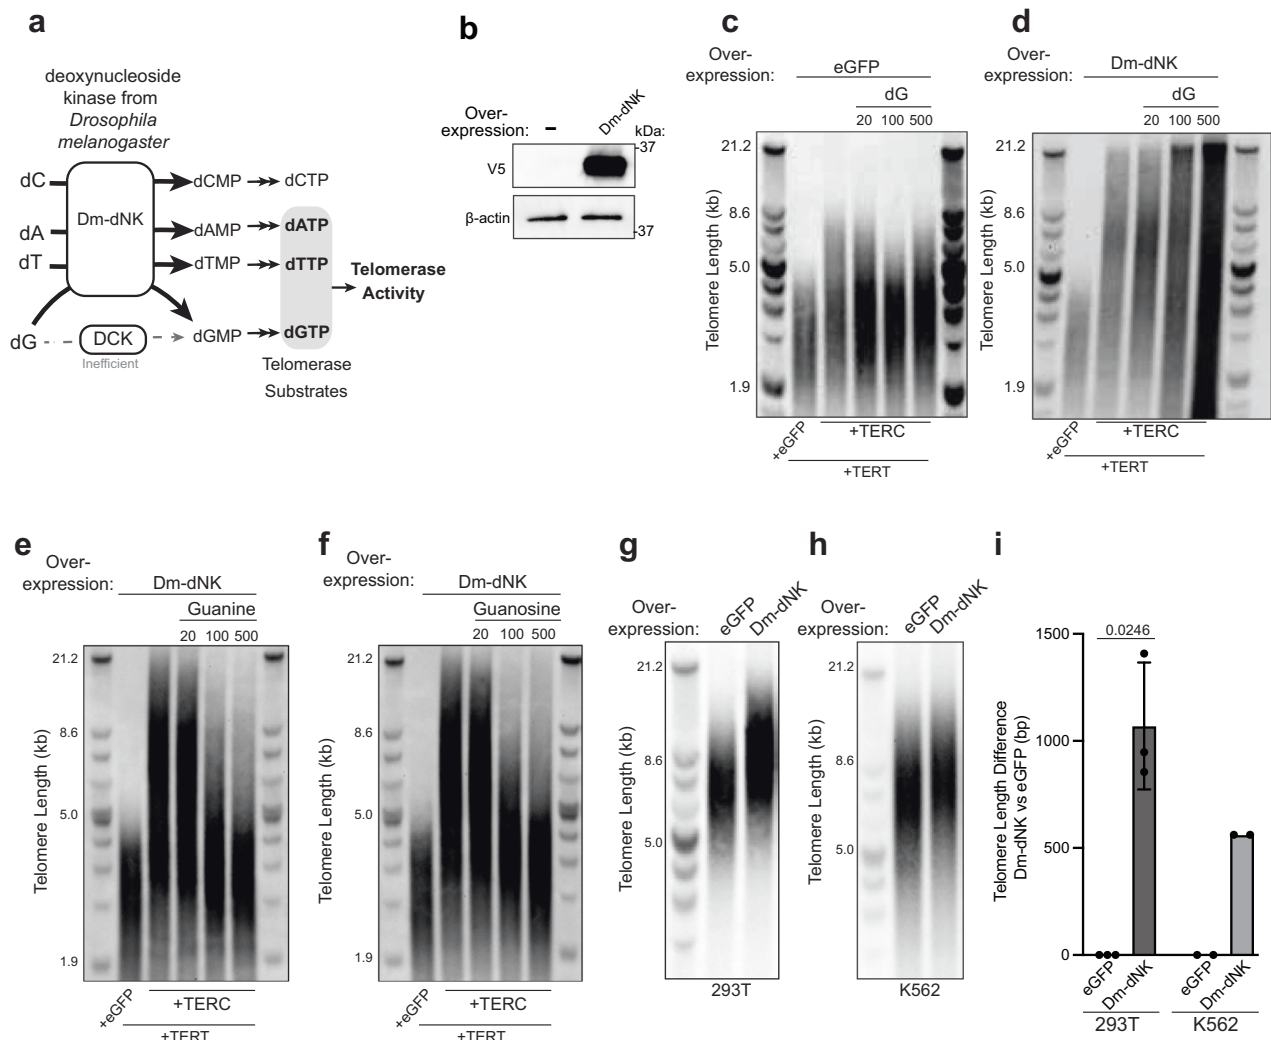 a
deoxynucleoside
kinase from
Drosophila
melanogaster
dC
dA
dT
dG
Dm-dNK
DCK
Inefficient
dCMP
dAMP
dTMP
dGMP
dCTP
dATP
dTTP
dGTP
Telomerase
Substrates
Telomerase
Activity
b
Over-
expression:
–
Dm-dNK
kDa:
V5
-37
β-actin
-37
c
Over-
expression:
eGFP
dG
20 100 500
Telomere Length (kb)
21.2
8.6
5.0
1.9
+eGFP
+TERC
+TERT
d
Over-
expression:
Dm-dNK
dG
20 100 500
Telomere Length (kb)
21.2
8.6
5.0
1.9
+eGFP
+TERC
+TERT
e
Over-
expression:
Dm-dNK
Guanine
20 100 500
Telomere Length (kb)
21.2
8.6
5.0
1.9
+eGFP
+TERC
+TERT
f
Over-
expression:
Dm-dNK
Guanosine
20 100 500
Telomere Length (kb)
21.2
8.6
5.0
1.9
+eGFP
+TERC
+TERT
g
Over-
expression:
eGFP
Dm-dNK
Telomere Length (kb)
21.2
8.6
5.0
293T
h
Over-
expression:
eGFP
Dm-dNK
Telomere Length (kb)
21.2
8.6
5.0
K562
i
Telomere Length Difference
Dm-dNK vs eGFP (bp)
1500
1000
500
0
0.0246
eGFP
Dm-dNK
eGFP
Dm-dNK
293T
K562